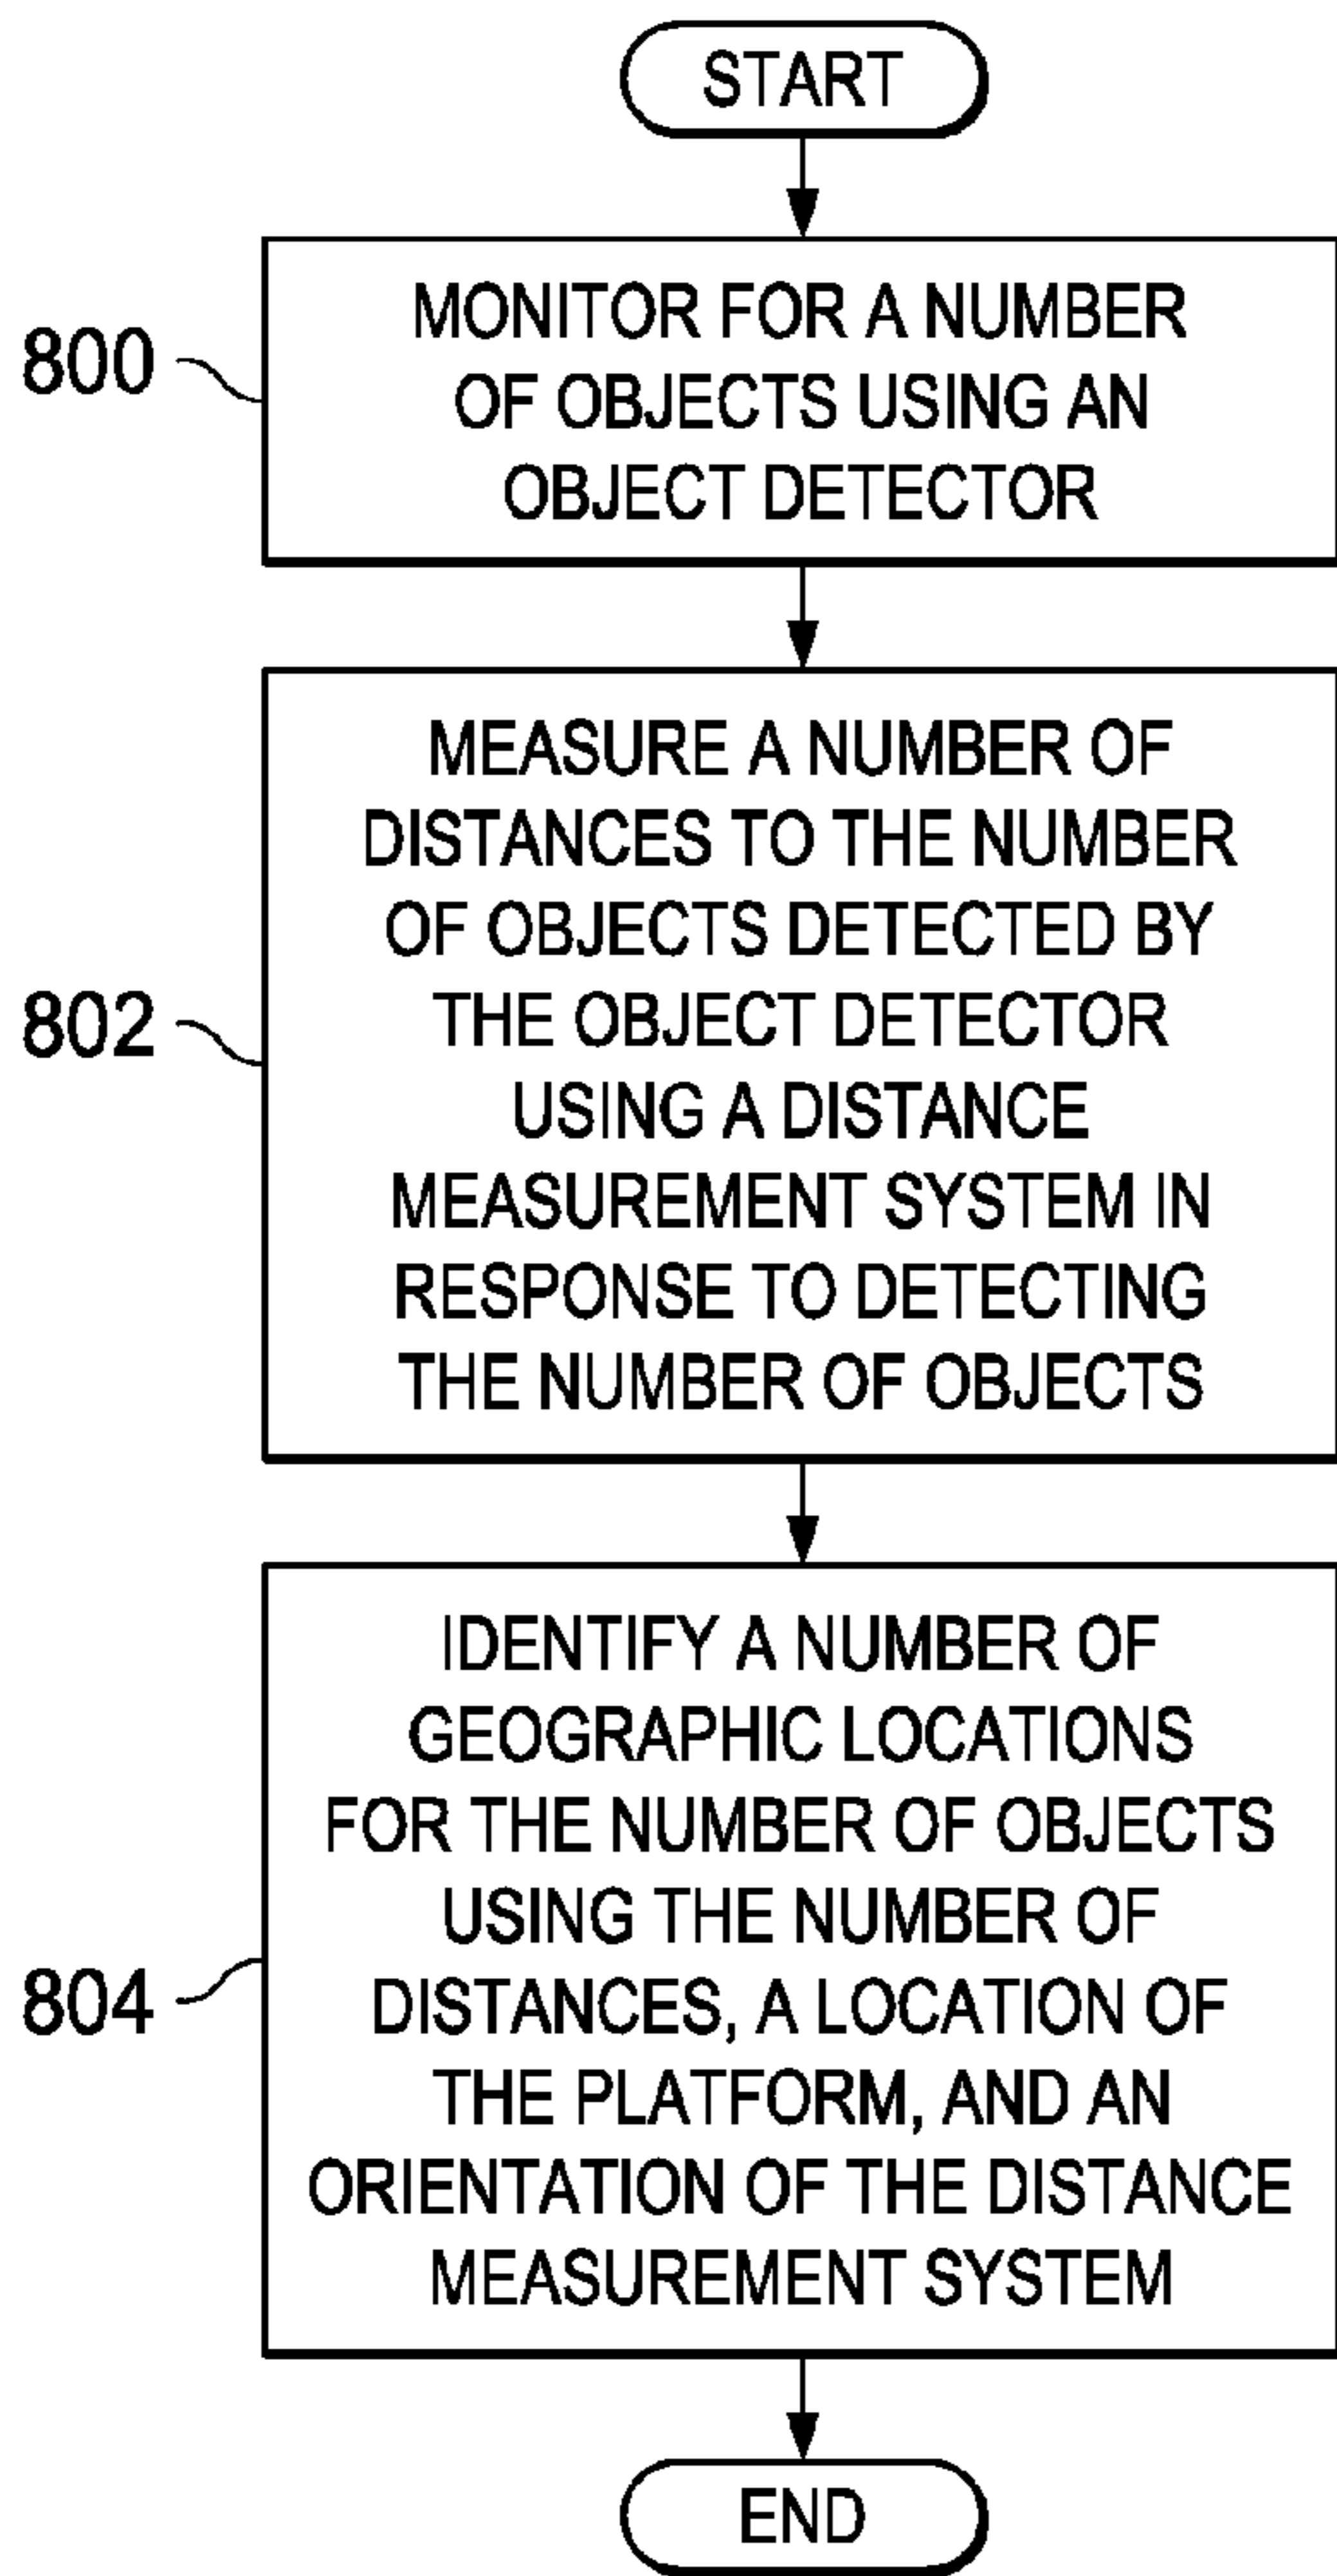 START
800
MONITOR FOR A NUMBER
OF OBJECTS USING AN
OBJECT DETECTOR
802
MEASURE A NUMBER OF
DISTANCES TO THE NUMBER
OF OBJECTS DETECTED BY
THE OBJECT DETECTOR
USING A DISTANCE
MEASUREMENT SYSTEM IN
RESPONSE TO DETECTING
THE NUMBER OF OBJECTS
804
IDENTIFY A NUMBER OF
GEOGRAPHIC LOCATIONS
FOR THE NUMBER OF OBJECTS
USING THE NUMBER OF
DISTANCES, A LOCATION OF
THE PLATFORM, AND AN
ORIENTATION OF THE DISTANCE
MEASUREMENT SYSTEM
END